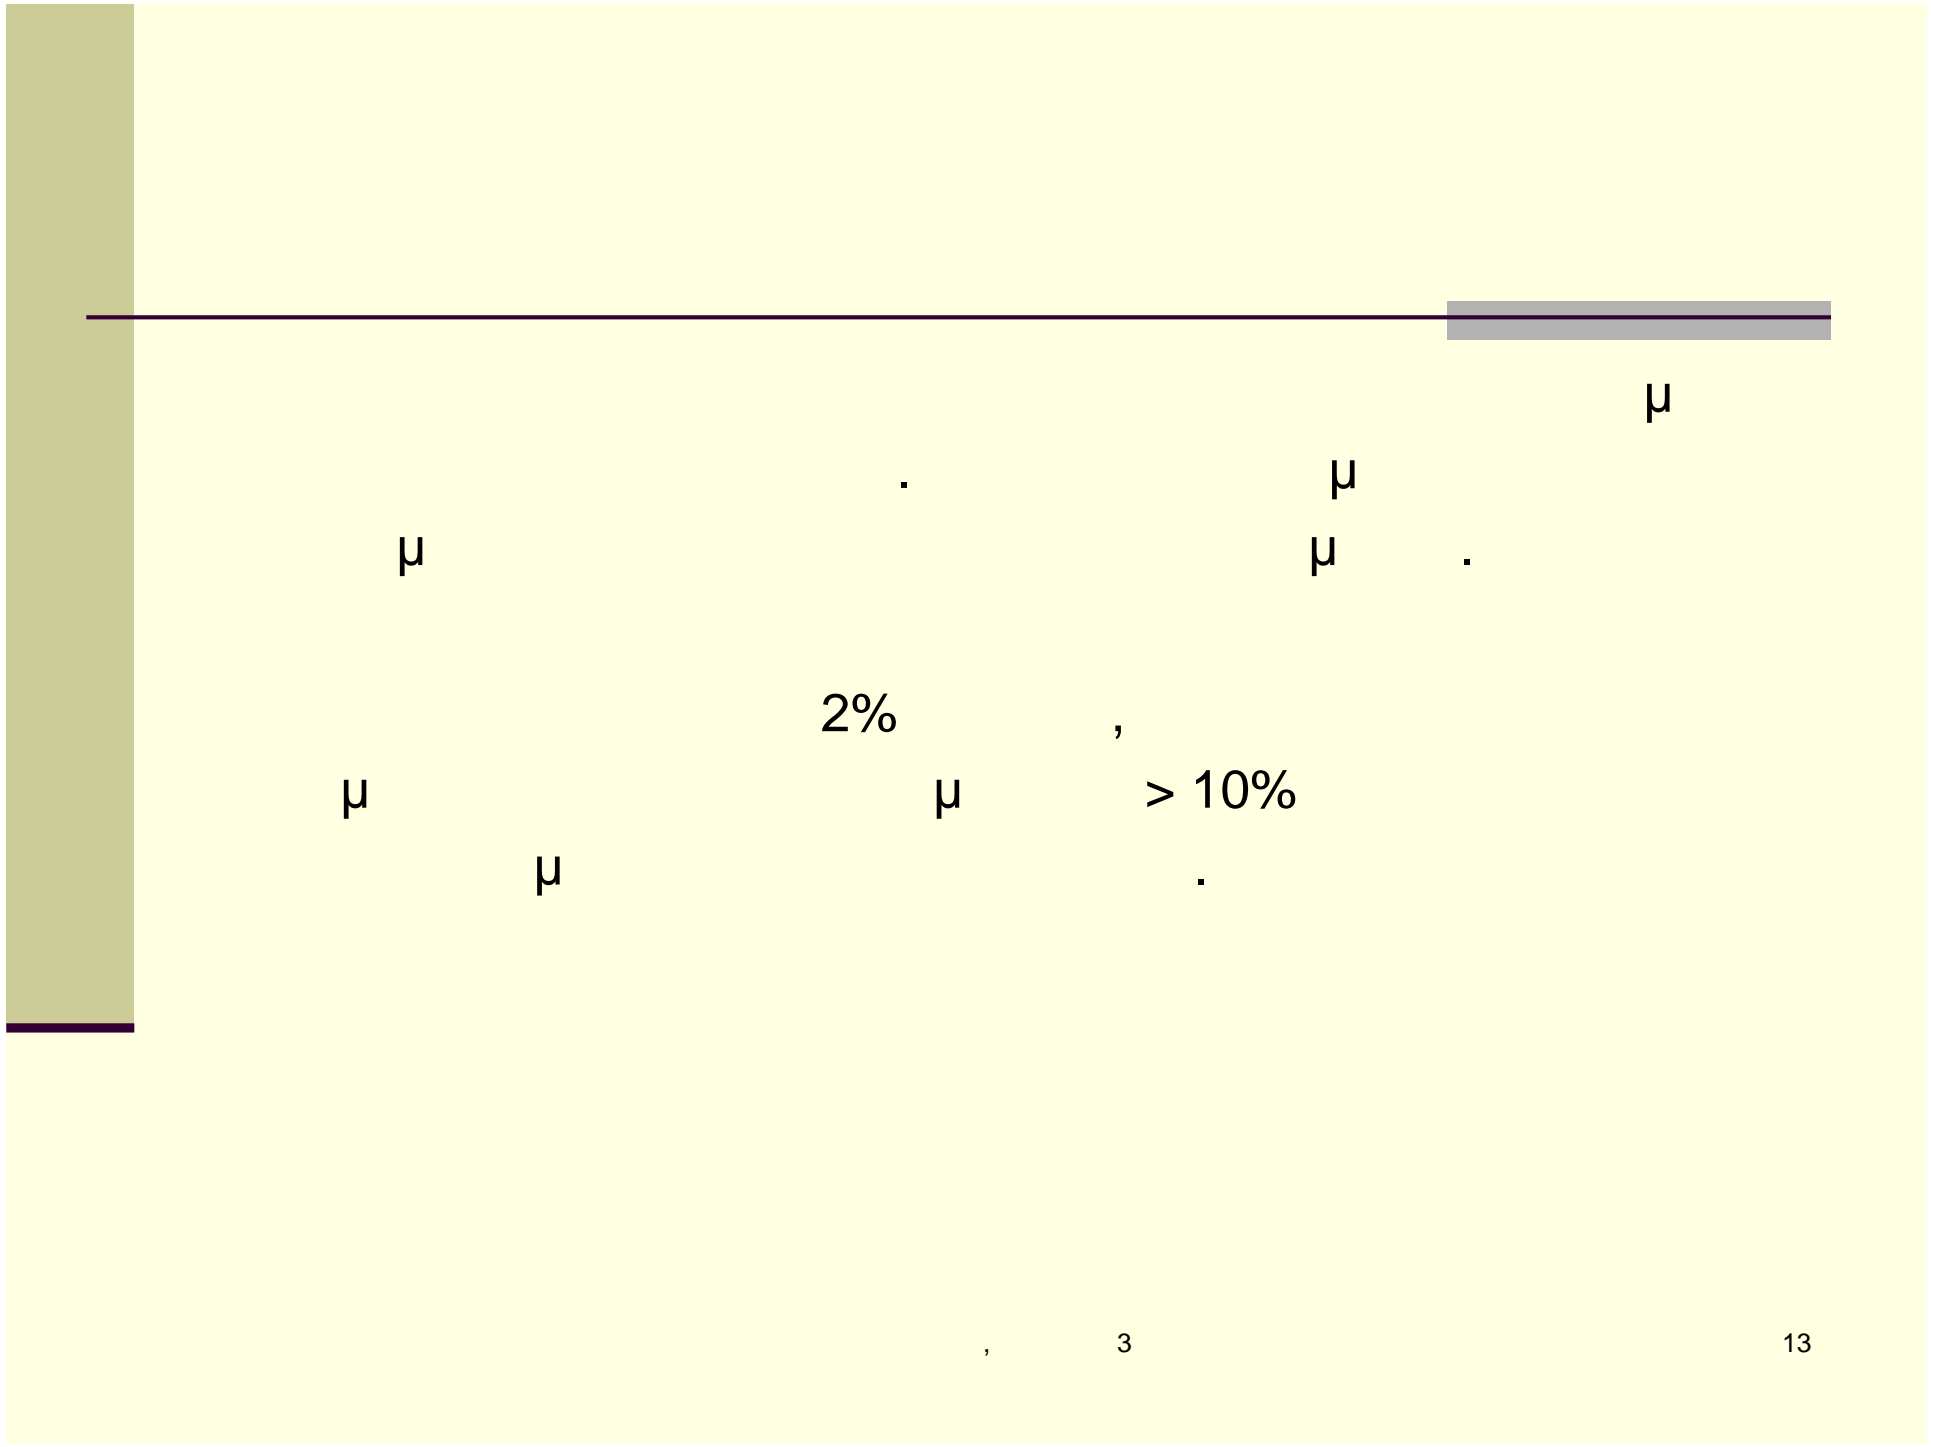 µ
. µ
µ µ .
2% ,
µ µ > 10%
µ .
, 3 13